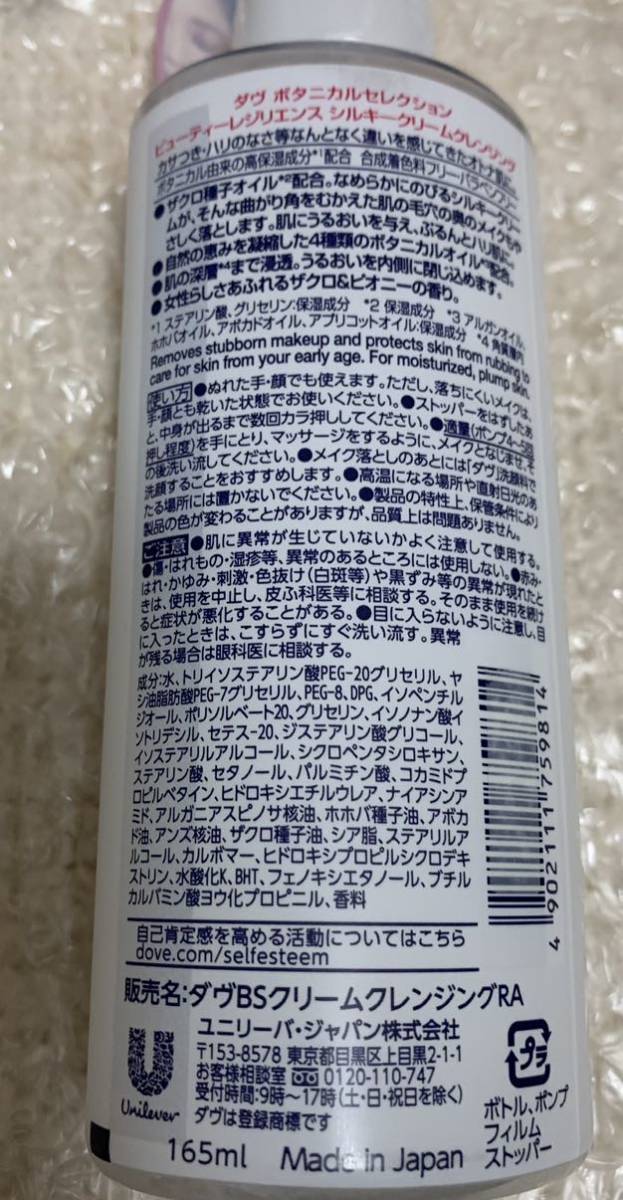 ダヴ ボタニカルセレクション
ビューティーレジリエンス シルキークリームクレンジング
カサつき・ハリのなさ等なんとなく違いを感じてきたオトナ肌に。
ボタニカル由来の高保湿成分*¹配合 合成着色料フリー・パラベンフリー
●ザクロ種子オイル*²配合。なめらかにのびるシルキークリー
ムが、そんな曲がり角をむかえた肌の毛穴の奥のメイクもや
さしく落とします。肌にうるおいを与え、ぷるんとハリ肌に。
●自然の恵みを凝縮した4種類のボタニカルオイル*³配合。
●肌の深層*⁴まで浸透。うるおいを内側に閉じ込めます。
●女性らしさあふれるザクロ&ピオニーの香り。
*1 ステアリン酸、グリセリン:保湿成分 *2 保湿成分 *3 アルガンオイル、
ホホバオイル、アボカドオイル、アプリコットオイル:保湿成分 *4 角質層内
Removes stubborn makeup and protects skin from rubbing to
care for skin from your early age. For moisturized, plump skin.
使い方 ●ぬれた手・顔でも使えます。ただし、落ちにくいメイクは、
手・顔とも乾いた状態でお使いください。●ストッパーをはずしたあ
と、中身が出るまで数回カラ押ししてください。●適量(ポンプ4~5回
押し程度)を手にとり、マッサージをするように、メイクとなじませ、そ
の後洗い流してください。●メイク落としのあとには「ダヴ」洗顔料で
洗顔することをおすすめします。●高温になる場所や直射日光のあ
たる場所には置かないでください。●製品の特性上、保管条件により
製品の色が変わることがありますが、品質上は問題ありません。
ご注意 ●肌に異常が生じていないかよく注意して使用する。
●傷・はれもの・湿疹等、異常のあるところには使用しない。●赤み・
はれ・かゆみ・刺激・色抜け(白斑等)や黒ずみ等の異常が現れたと
きは、使用を中止し、皮ふ科医等に相談する。そのまま使用を続け
ると症状が悪化することがある。●目に入らないように注意し、目
に入ったときは、こすらずにすぐ洗い流す。異常
が残る場合は眼科医に相談する。
成分:水、トリイソステアリン酸PEG-20グリセリル、ヤ
シ油脂肪酸PEG-7グリセリル、PEG-8、DPG、イソペンチル
ジオール、ポリソルベート20、グリセリン、イソノナン酸イ
ソトリデシル、セテス-20、ジステアリン酸グリコール、
イソステアリルアルコール、シクロペンタシロキサン、
ステアリン酸、セタノール、パルミチン酸、コカミドプ
ロピルベタイン、ヒドロキシエチルウレア、ナイアシンア
ミド、アルガニアスピノサ核油、ホホバ種子油、アボカ
ド油、アンズ核油、ザクロ種子油、シア脂、ステアリルア
ルコール、カルボマー、ヒドロキシプロピルシクロデキ
ストリン、水酸化K、BHT、フェノキシエタノール、ブチル
カルバミン酸ヨウ化プロピニル、香料
4 902111 759814
自己肯定感を高める活動についてはこちら
dove.com/selfesteem
販売名:ダヴBSクリームクレンジングRA
Unilever
ユニリーバ・ジャパン株式会社
〒153-8578 東京都目黒区上目黒2-1-1
お客様相談室 0120-110-747
受付時間:9時~17時(土・日・祝日を除く)
ダヴは登録商標です
プラ
ボトル、ポンプ
フィルム
ストッパー
165ml Made in Japan